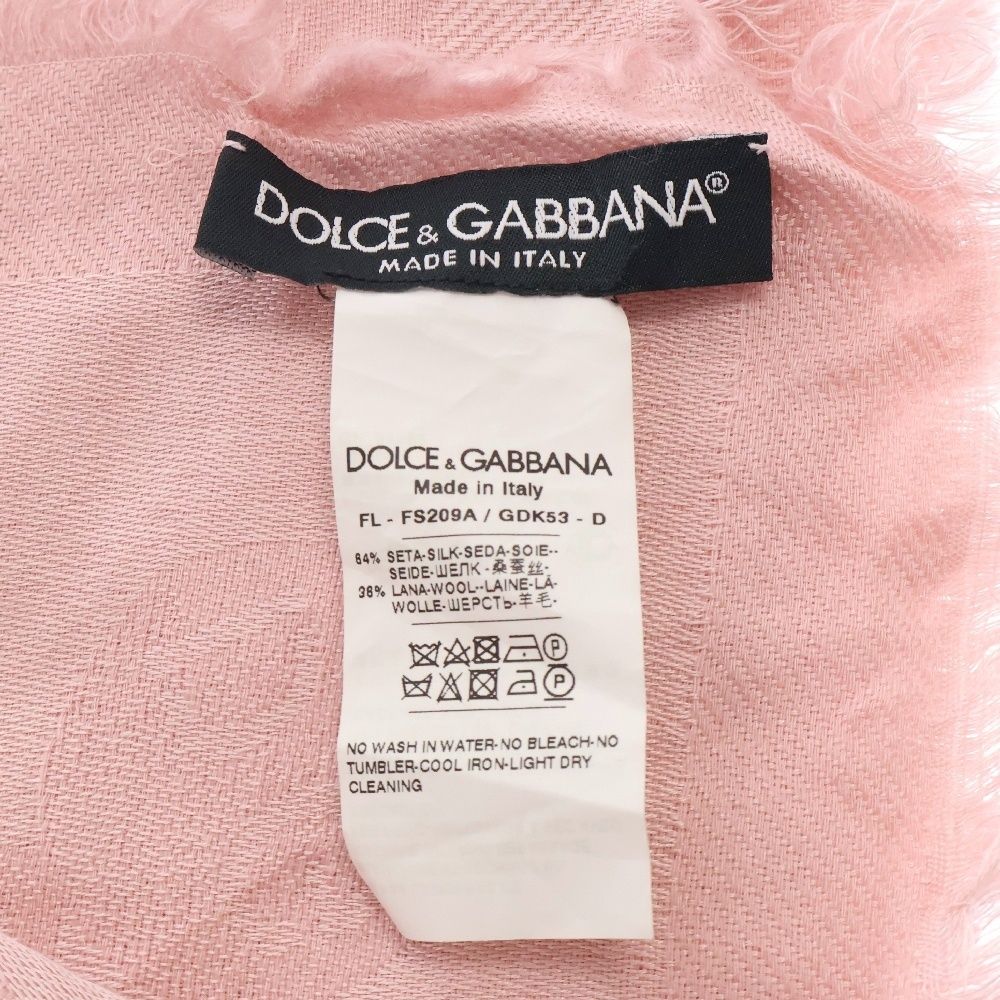 DOLCE & GABBANA®
MADE IN ITALY
DOLCE & GABBANA
Made in Italy
FL - FS209A / GDK53 - D
64% SETA-SILK-SEDA-SOIE--
SEIDE-ШЕЛК -桑蚕丝-
36% LANA-WOOL--LAINE-LÃ-
WOLLE-ШЕРСТЬ-羊毛-
P
P
NO WASH IN WATER-NO BLEACH-NO
TUMBLER-COOL IRON-LIGHT DRY
CLEANING